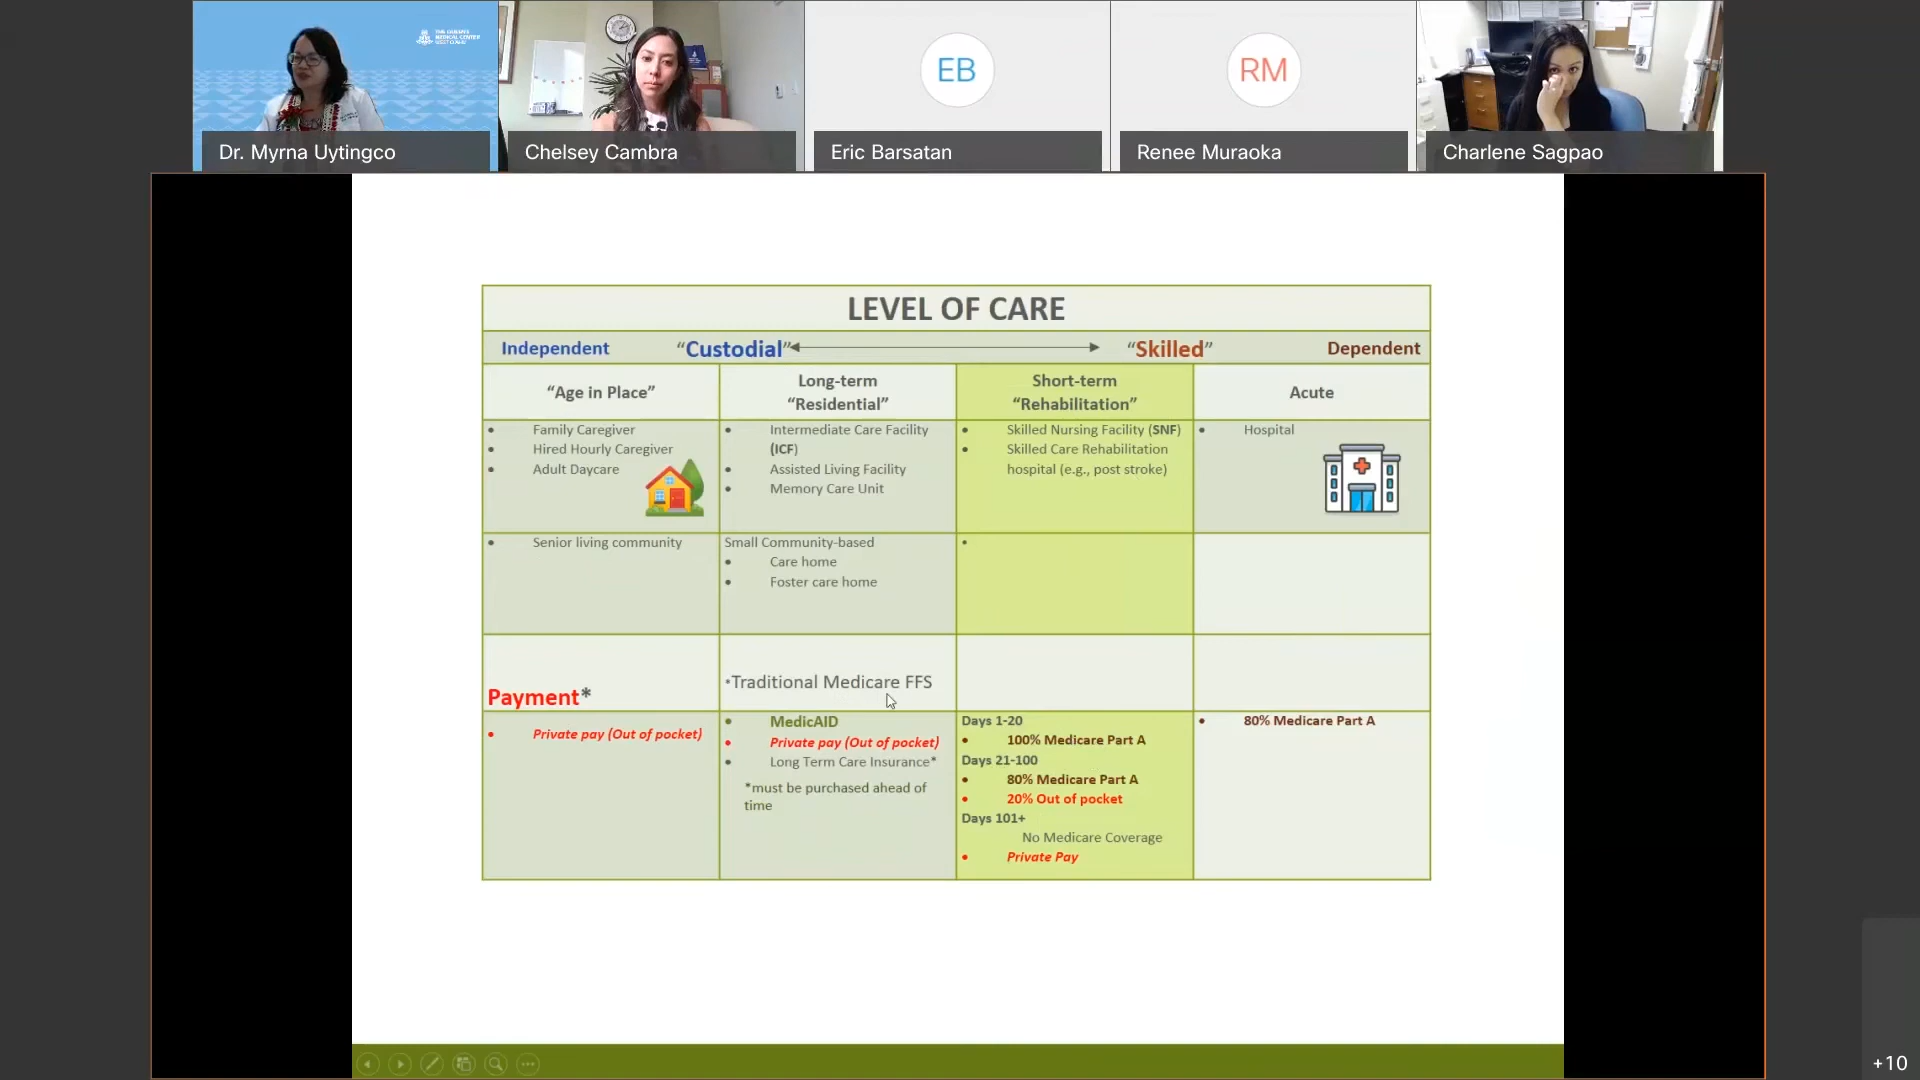 THE QUEEN'S
MEDICAL CENTER
WEST OAHU
Dr. Myrna Uytingco
Chelsey Cambra
EB
Eric Barsatan
RM
Renee Muraoka
Charlene Sagpao
LEVEL OF CARE
Independent "Custodial" "Skilled" Dependent
"Age in Place"
Long-term
"Residential"
Short-term
"Rehabilitation"
Acute
• Family Caregiver
• Hired Hourly Caregiver
• Adult Daycare
• Intermediate Care Facility
(ICF)
• Assisted Living Facility
• Memory Care Unit
• Skilled Nursing Facility (SNF)
• Skilled Care Rehabilitation
hospital (e.g., post stroke)
• Hospital
• Senior living community
Small Community-based
• Care home
• Foster care home
•
Payment*
•Traditional Medicare FFS
• Private pay (Out of pocket)
• MedicAID
• Private pay (Out of pocket)
• Long Term Care Insurance*
*must be purchased ahead of
time
Days 1-20
• 100% Medicare Part A
Days 21-100
• 80% Medicare Part A
• 20% Out of pocket
Days 101+
No Medicare Coverage
• Private Pay
• 80% Medicare Part A
+10